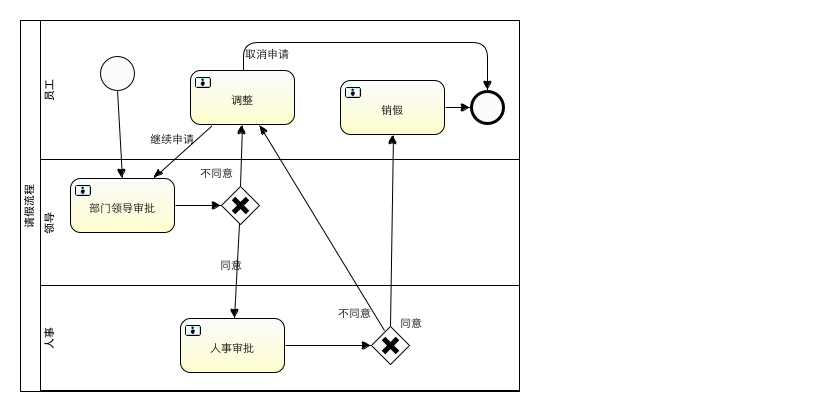 请假流程
员工
取消申请
调整
销假
继续申请
不同意
领导
部门领导审批
同意
人事
不同意
同意
人事审批